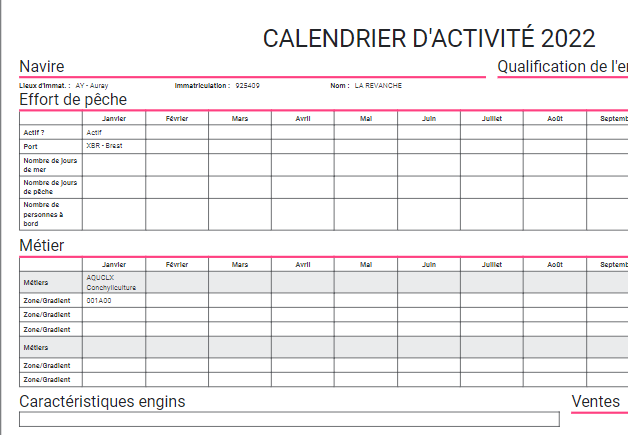 CALENDRIER D'ACTIVITÉ 2022
Navire
Qualification de l'e
Lieux d'immat. : AY - Auray Immatriculation : 925409 Nom : LA REVANCHE
Effort de pêche
Janvier Février Mars Avril Mai Juin Juillet Août Septemb
Actif ? Actif
Port XBR - Brest
Nombre de jours
de mer
Nombre de jours
de pêche
Nombre de
personnes à
bord
Métier
Janvier Février Mars Avril Mai Juin Juillet Août Septemb
Métiers AQUCLX
Conchyliculture
Zone/Gradient 001A00
Zone/Gradient
Zone/Gradient
Métiers
Zone/Gradient
Zone/Gradient
Caractéristiques engins
Ventes